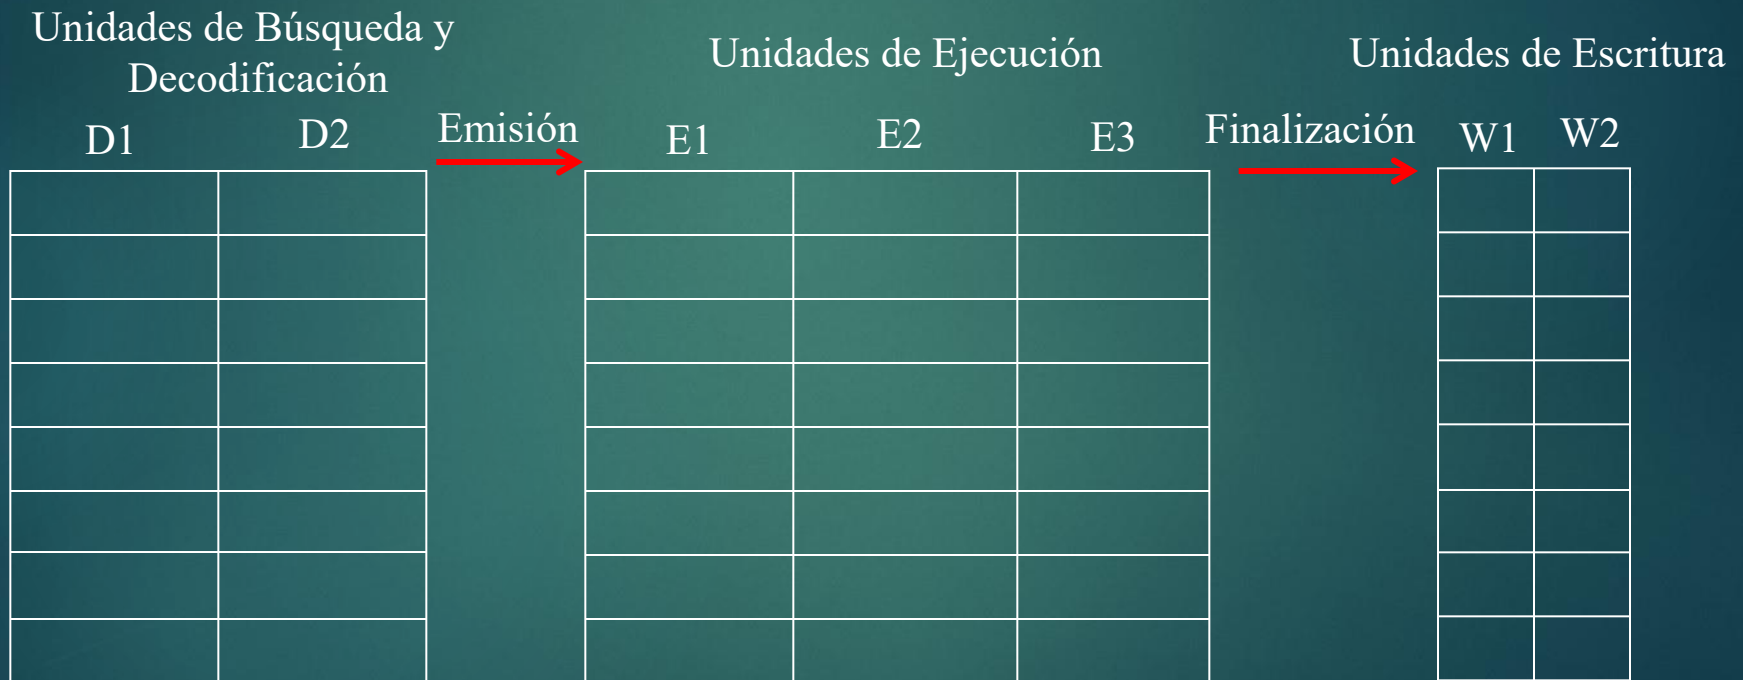 Unidades de Búsqueda y
Decodificación
Unidades de Ejecución
Unidades de Escritura
D1
D2
Emisión
E1
E2
E3
Finalización
W1
W2